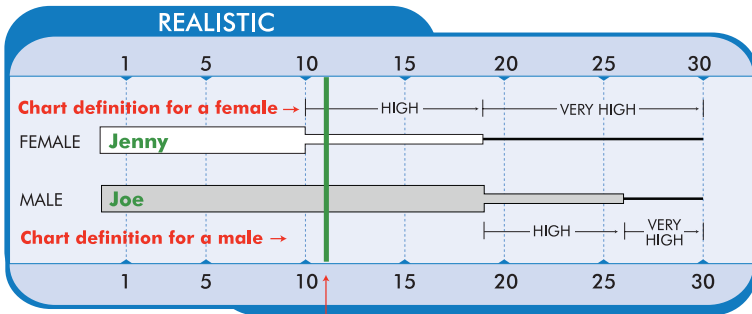 REALISTIC
1 5 10 15 20 25 30
Chart definition for a female → HIGH VERY HIGH
FEMALE Jenny
MALE Joe
Chart definition for a male → HIGH VERY HIGH
1 5 10 15 20 25 30